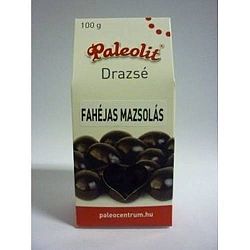 100 g
Paleolit
Drazsé
FAHÉJAS MAZSOLÁS
paleocentrum.hu